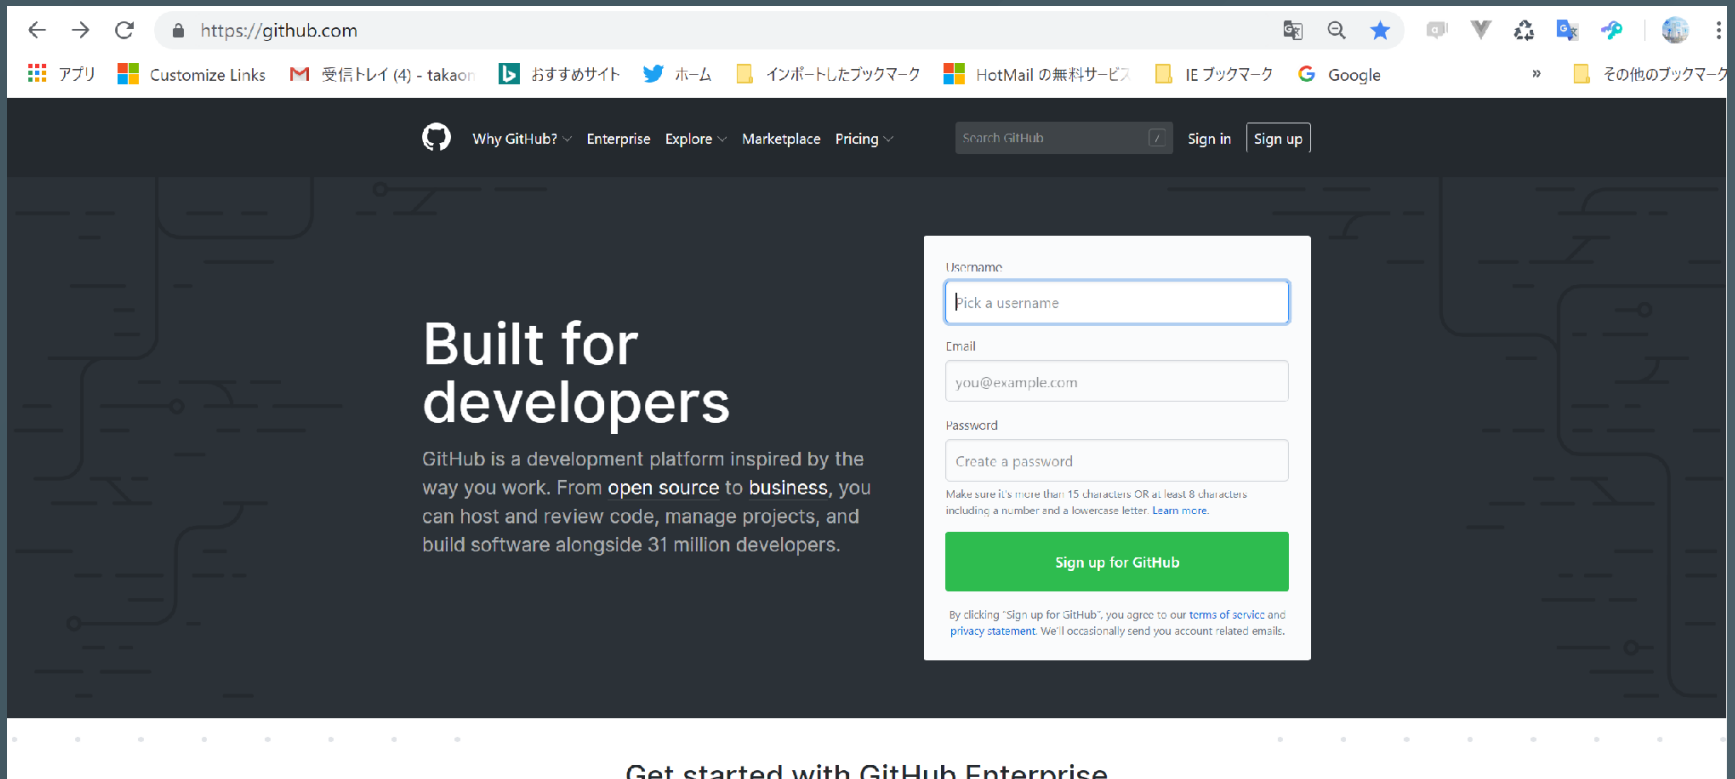 https://github.com
アプリ Customize Links 受信トレイ (4) - takaon おすすめサイト ホーム インポートしたブックマーク HotMail の無料サービス IE ブックマーク Google » その他のブックマーク
Why GitHub? Enterprise Explore Marketplace Pricing Search GitHub / Sign in Sign up
Built for
developers
GitHub is a development platform inspired by the
way you work. From open source to business, you
can host and review code, manage projects, and
build software alongside 31 million developers.
Username
Pick a username
Email
you@example.com
Password
Create a password
Make sure it's more than 15 characters OR at least 8 characters
including a number and a lowercase letter. Learn more.
Sign up for GitHub
By clicking "Sign up for GitHub", you agree to our terms of service and
privacy statement. We'll occasionally send you account related emails.
Get started with GitHub Enterprise